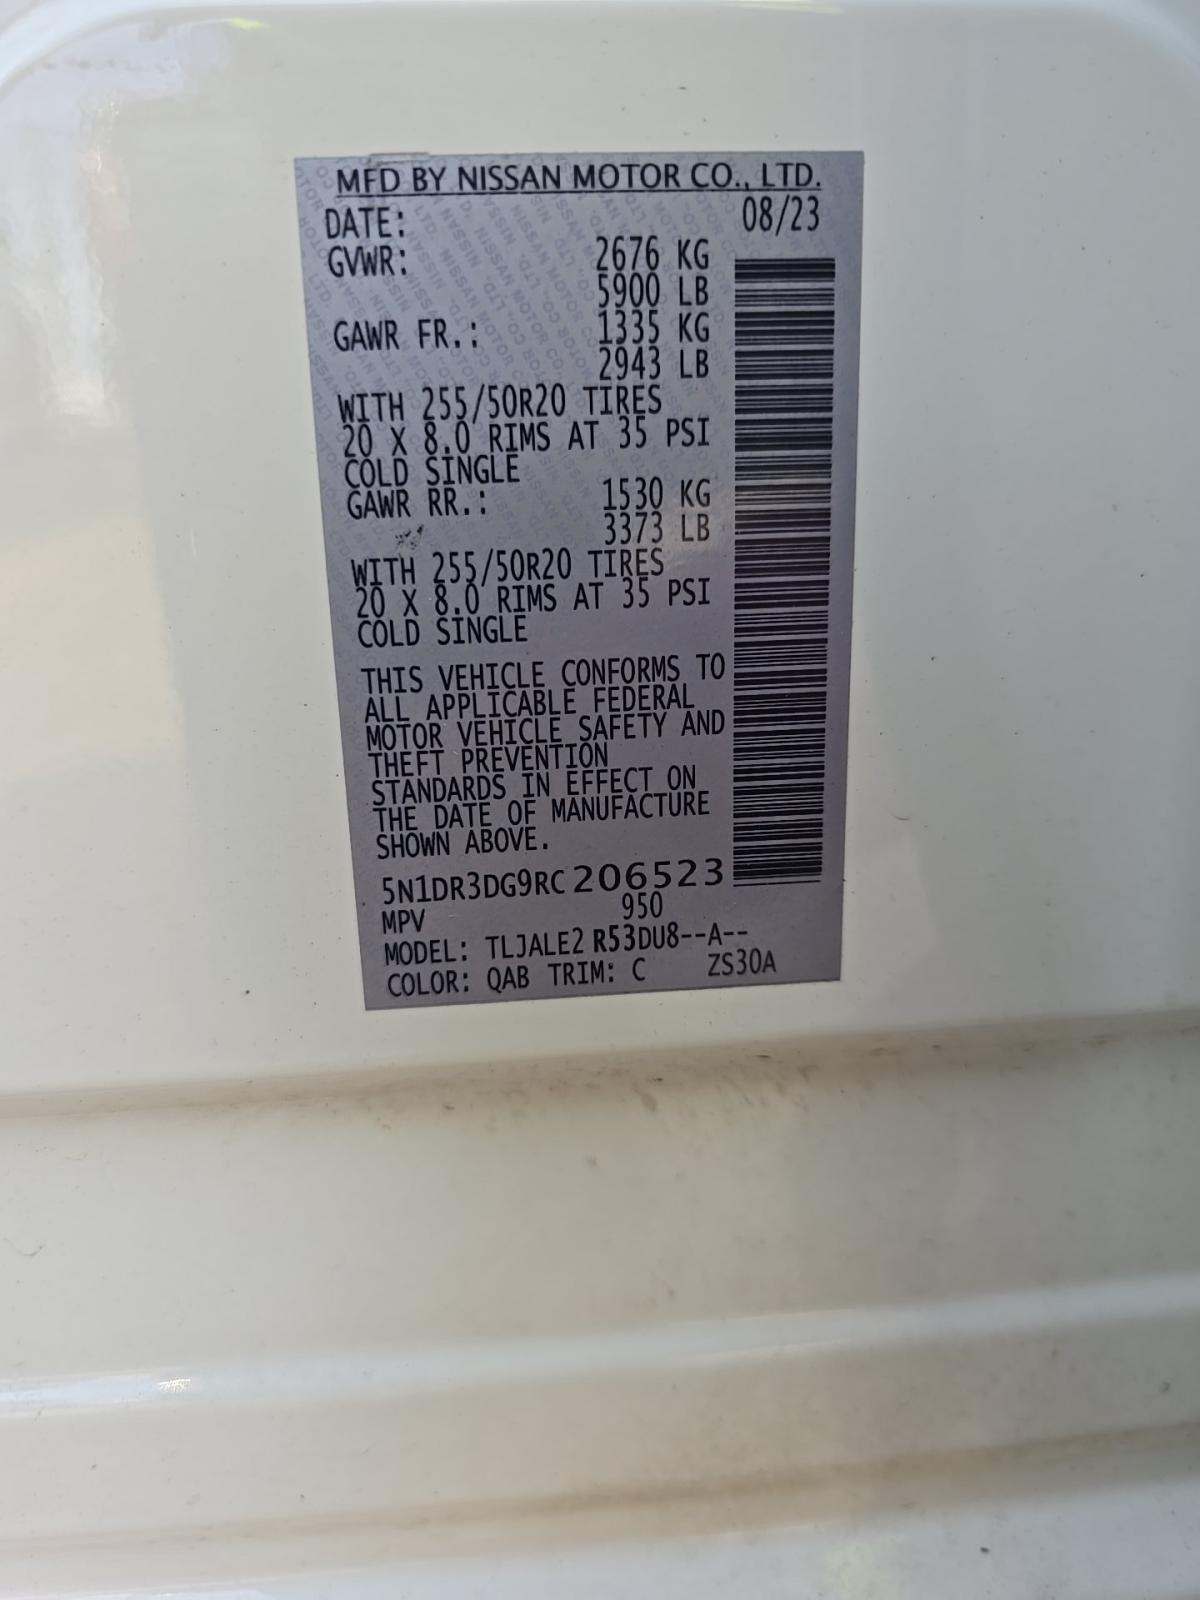 MFD BY NISSAN MOTOR CO., LTD.
DATE: 08/23
GVWR: 2676 KG
5900 LB
GAWR FR.: 1335 KG
2943 LB
WITH 255/50R20 TIRES
20 X 8.0 RIMS AT 35 PSI
COLD SINGLE
GAWR RR.: 1530 KG
3373 LB
WITH 255/50R20 TIRES
20 X 8.0 RIMS AT 35 PSI
COLD SINGLE
THIS VEHICLE CONFORMS TO
ALL APPLICABLE FEDERAL
MOTOR VEHICLE SAFETY AND
THEFT PREVENTION
STANDARDS IN EFFECT ON
THE DATE OF MANUFACTURE
SHOWN ABOVE.
5N1DR3DG9RC206523
MPV 950
MODEL: TLJALE2 R53DU8--A--
COLOR: QAB TRIM: C ZS30A